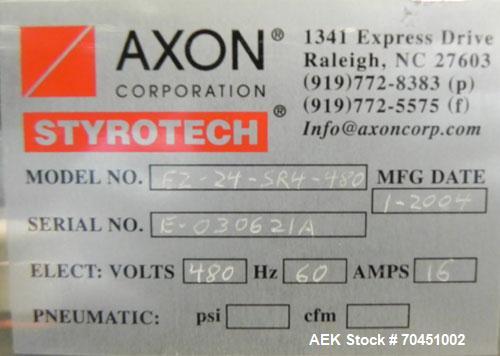 AXON®
CORPORATION
STYROTECH®
1341 Express Drive
Raleigh, NC 27603
(919)772-8383 (p)
(919)772-5575 (f)
Info@axoncorp.com
MODEL NO. EZ-24-SR4-480 MFG DATE
1-2004
SERIAL NO. E-030621A
ELECT: VOLTS 480 Hz 60 AMPS 16
PNEUMATIC: psi cfm
AEK Stock # 70451002